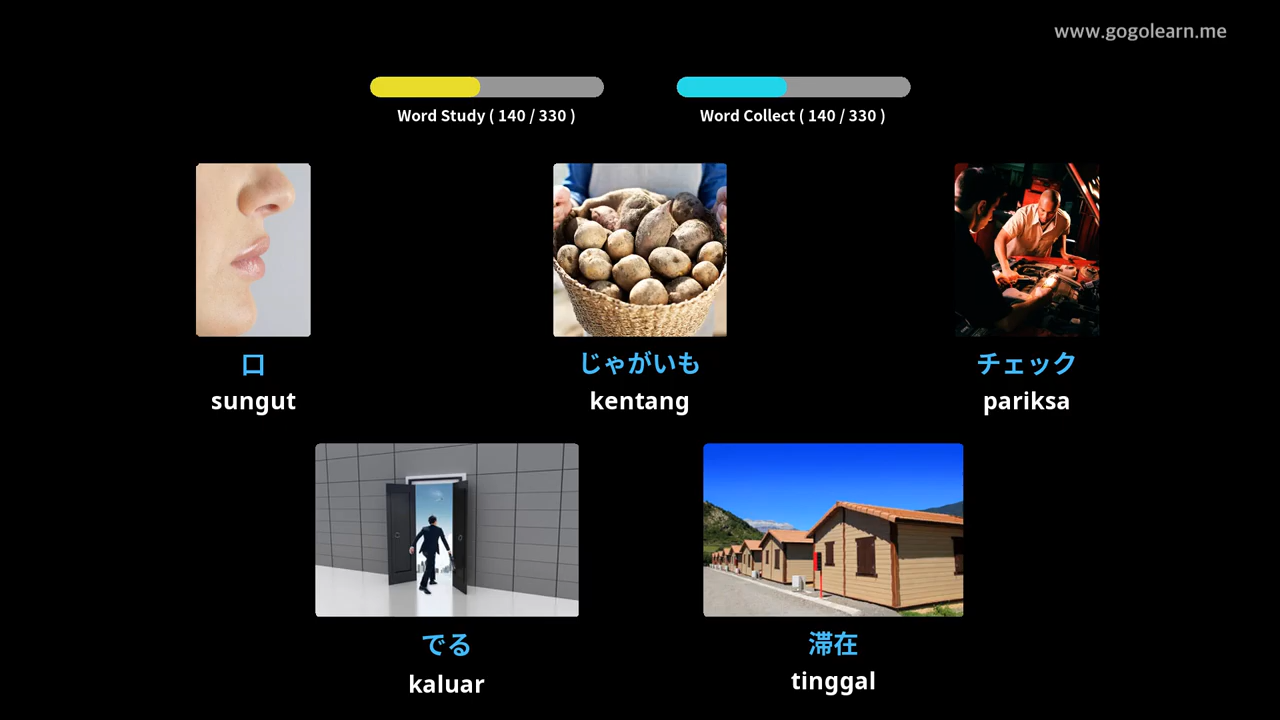 www.gogolearn.me
Word Study ( 140 / 330 )
Word Collect ( 140 / 330 )
口
sungut
じゃがいも
kentang
チェック
pariksa
でる
kaluar
滞在
tinggal